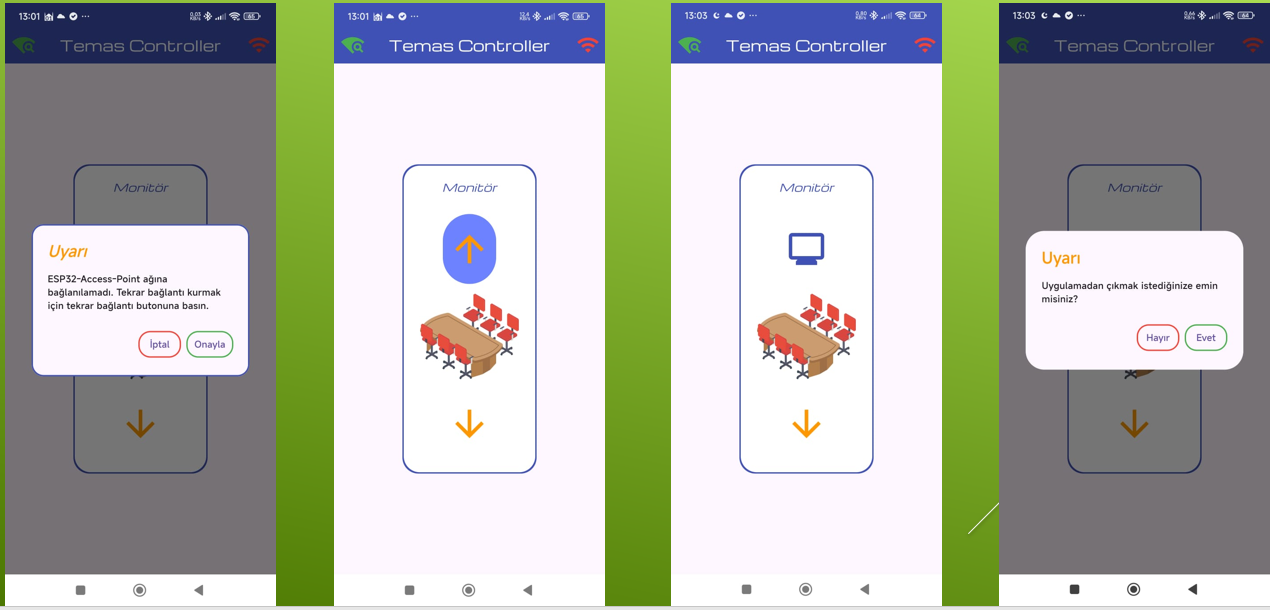 13:01
65
Temas Controller
Monitör
Uyarı
ESP32-Access-Point ağına
bağlanılamadı. Tekrar bağlantı kurmak
için tekrar bağlantı butonuna basın.
İptal
Onayla
13:01
65
Temas Controller
Monitör
13:03
64
Temas Controller
Monitör
13:03
64
Temas Controller
Monitör
Uyarı
Uygulamadan çıkmak istediğinize emin
misiniz?
Hayır
Evet